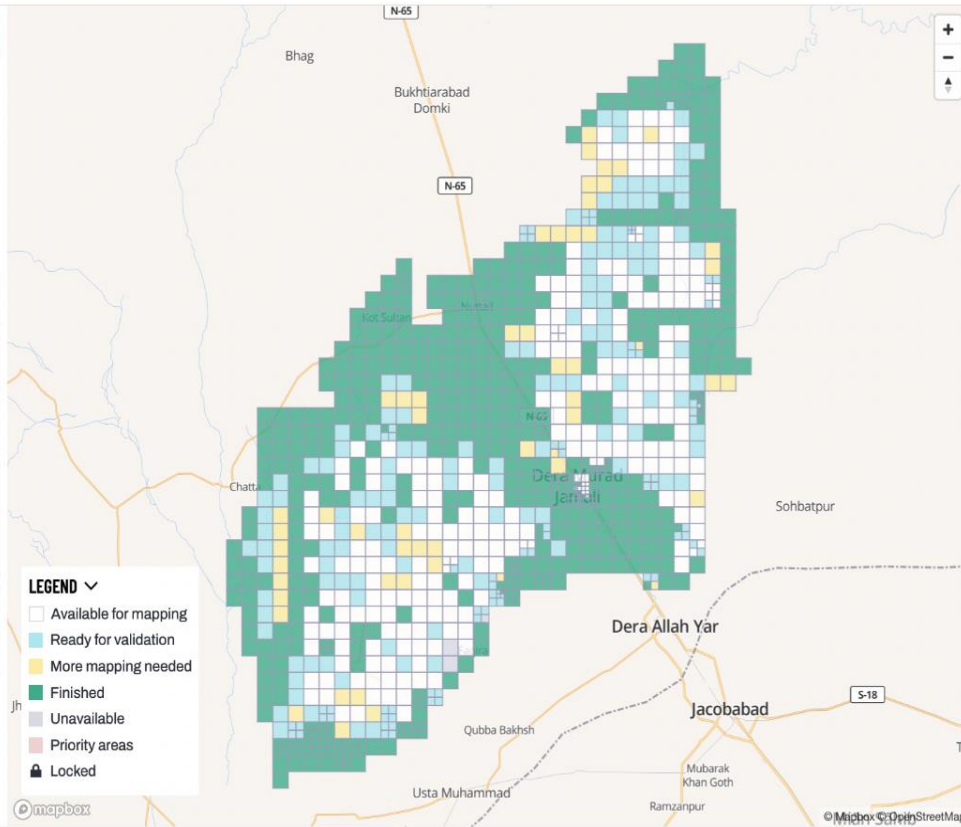 N-65
Bhag
Bukhtiarabad
Domki
N-65
Kot Sultan
N-65
Dera Murad
Jamali
Chatta
Sohbatpur
LEGEND
Available for mapping
Ready for validation
More mapping needed
Finished
Unavailable
Priority areas
Locked
Dera Allah Yar
S-18
Jh
Jacobabad
Qubba Bakhsh
Mubarak
Khan Goth
Usta Muhammad
Ramzanpur
mapbox
© Mapbox © OpenStreetMap